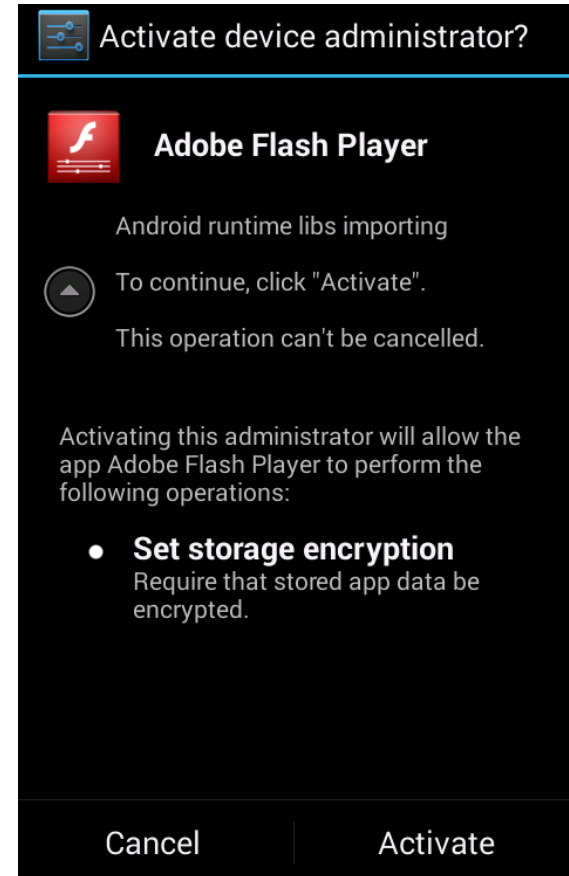 Activate device administrator?
Adobe Flash Player
Android runtime libs importing
To continue, click "Activate".
This operation can't be cancelled.
Activating this administrator will allow the
app Adobe Flash Player to perform the
following operations:
Set storage encryption
Require that stored app data be
encrypted.
Cancel
Activate